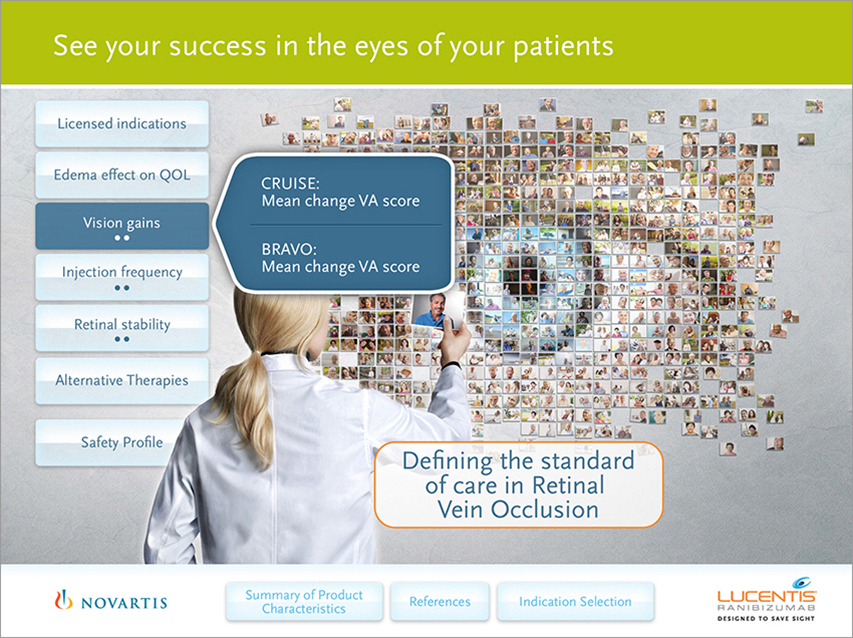 See your success in the eyes of your patients
Licensed indications
Edema effect on QOL
Vision gains
Injection frequency
Retinal stability
Alternative Therapies
Safety Profile
CRUISE:
Mean change VA score
BRAVO:
Mean change VA score
Defining the standard
of care in Retinal
Vein Occlusion
NOVARTIS
Summary of Product
Characteristics
References
Indication Selection
LUCENTIS
RANIBIZUMAB
DESIGNED TO SAVE SIGHT